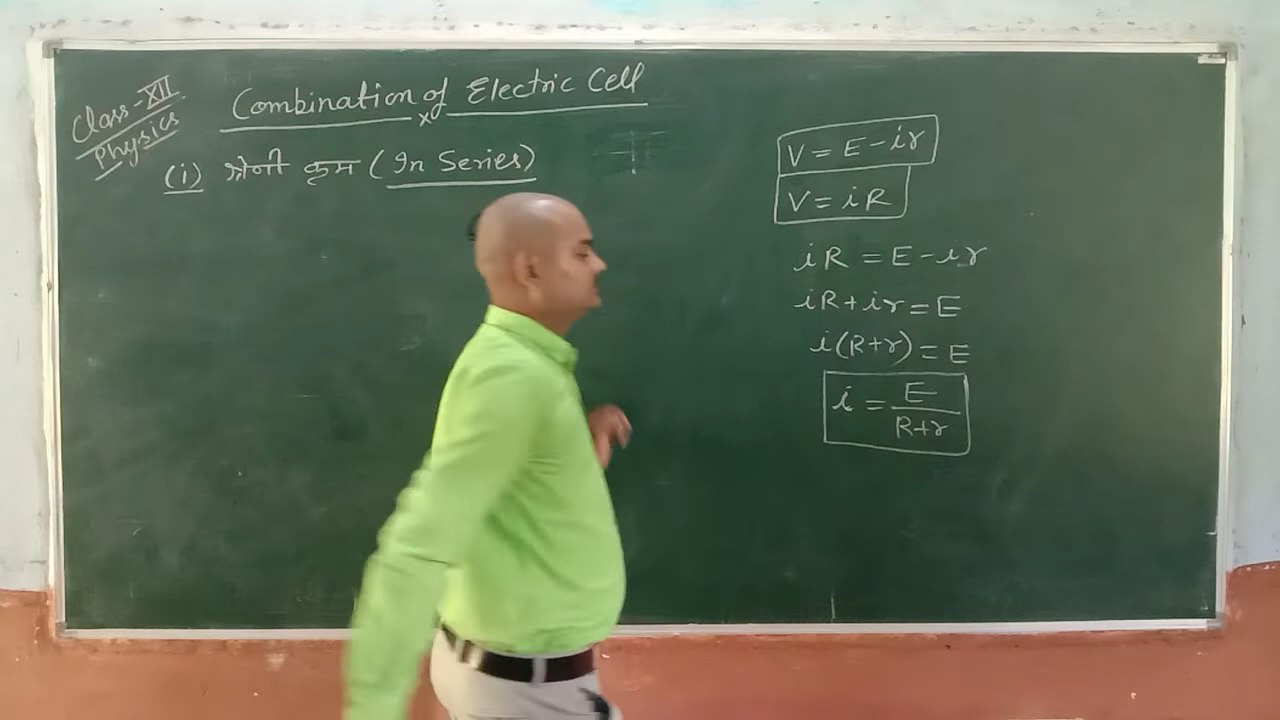 Class-XII
Physics
Combination of Electric Cell
x
(i) श्रेणी क्रम (In Series)
V = E - ir
V = iR
iR = E - ir
iR + ir = E
i(R+r) = E
i = E / R+r